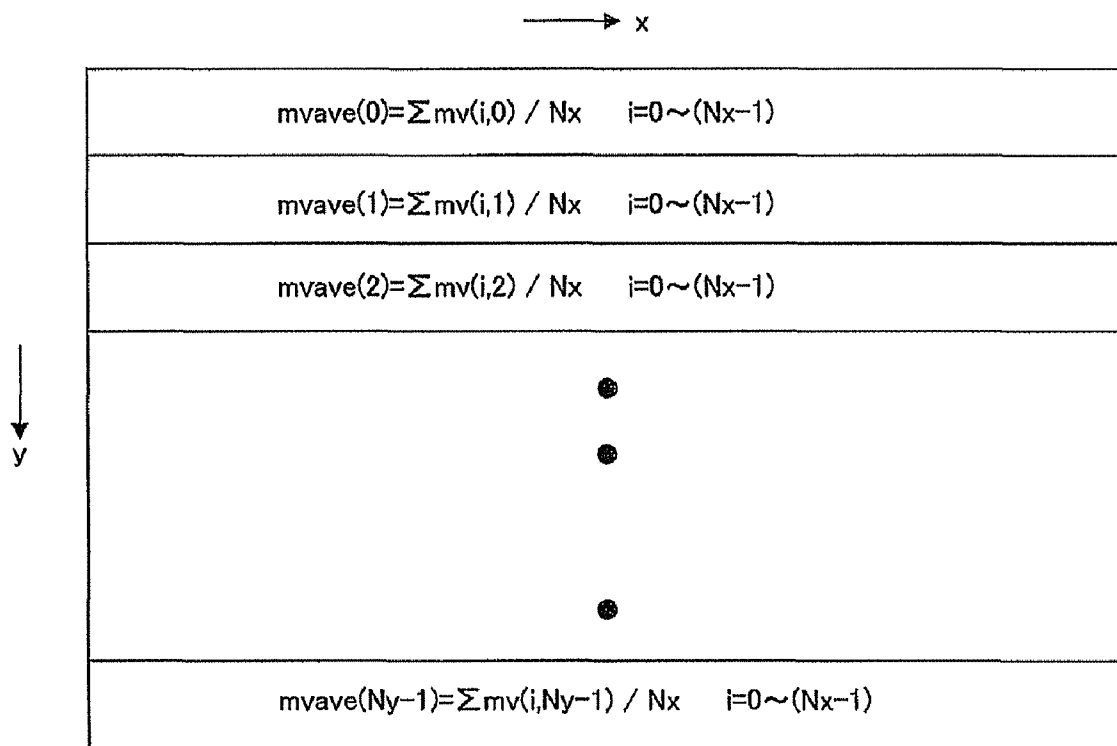 x
mvave(0)=Σmv(i,0) / Nx i=0~(Nx-1)
mvave(1)=Σmv(i,1) / Nx i=0~(Nx-1)
mvave(2)=Σmv(i,2) / Nx i=0~(Nx-1)
y
mvave(Ny-1)=Σmv(i,Ny-1) / Nx i=0~(Nx-1)